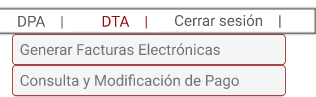 DPA | DTA | Cerrar sesión |
Generar Facturas Electrónicas
Consulta y Modificación de Pago